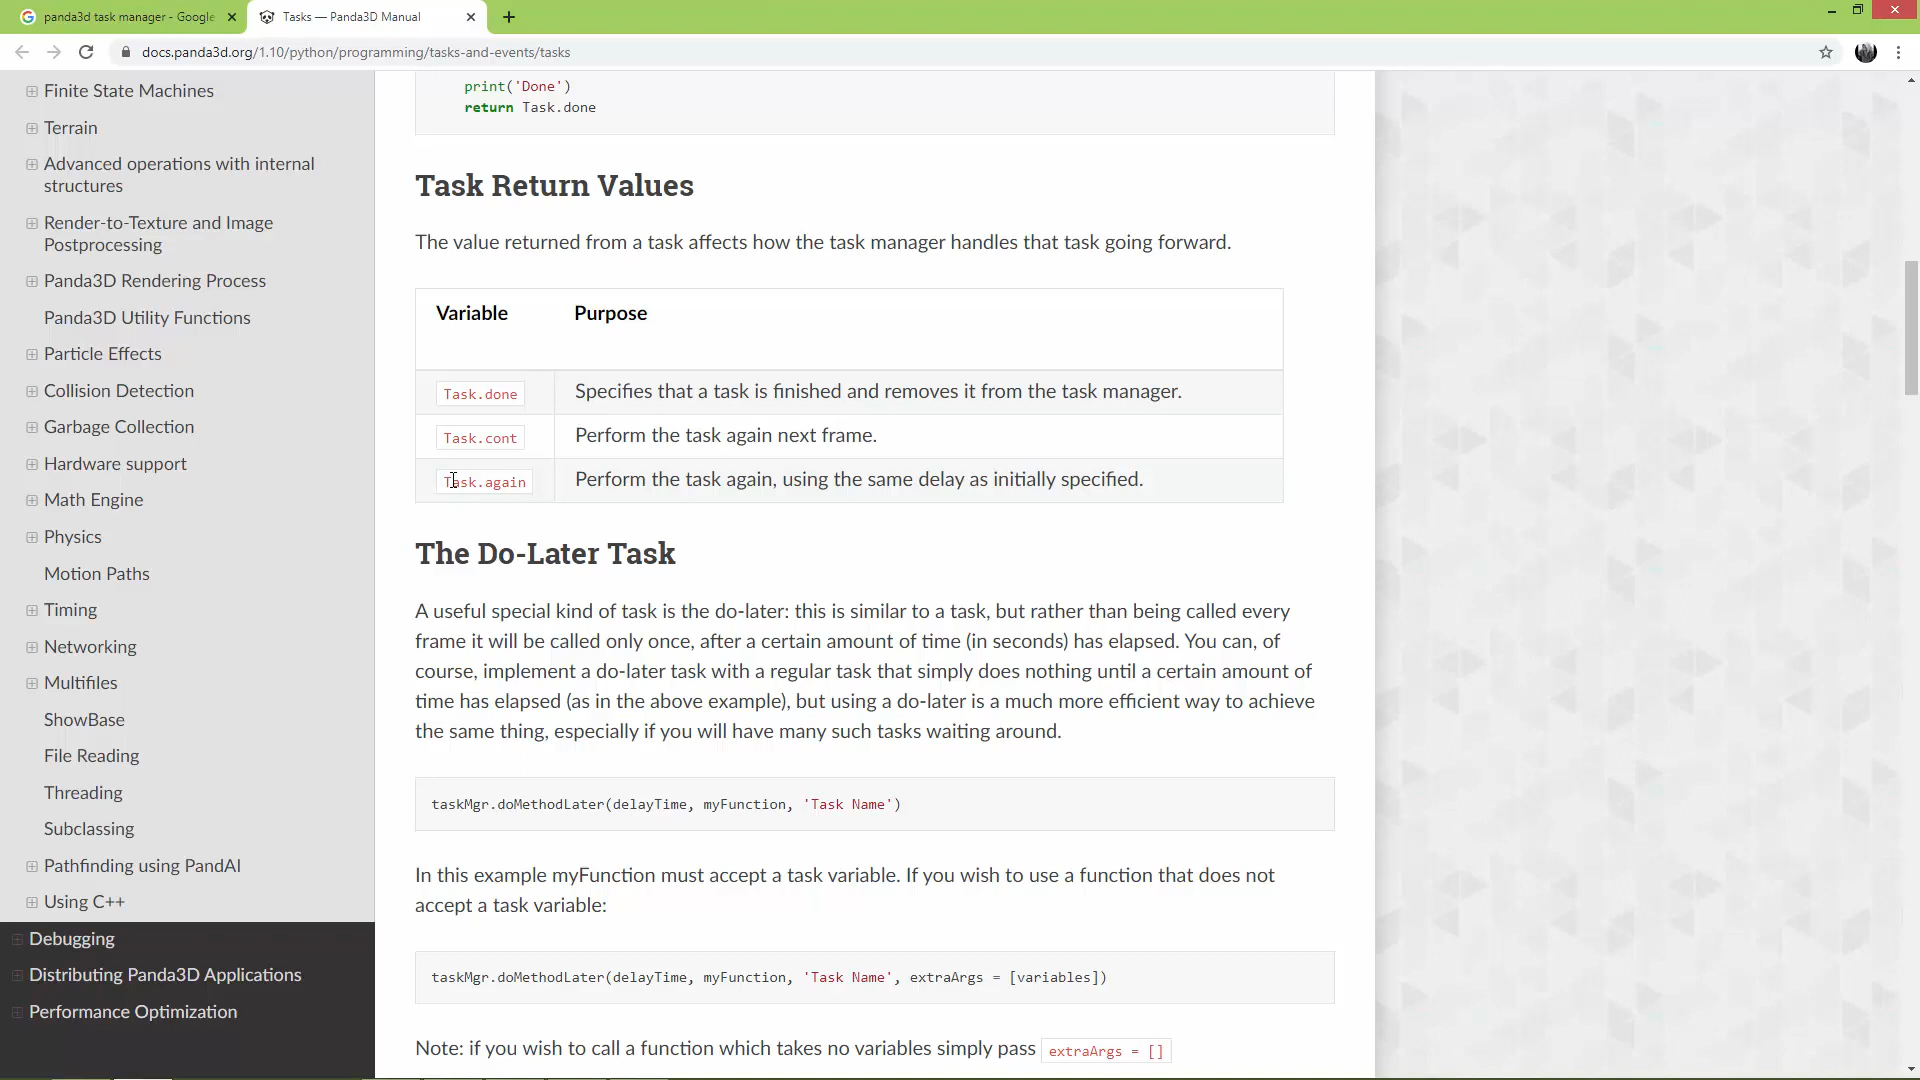 panda3d task manager - Google
Tasks — Panda3D Manual
docs.panda3d.org/1.10/python/programming/tasks-and-events/tasks
Finite State Machines
Terrain
Advanced operations with internal
structures
Render-to-Texture and Image
Postprocessing
Panda3D Rendering Process
Panda3D Utility Functions
Particle Effects
Collision Detection
Garbage Collection
Hardware support
Math Engine
Physics
Motion Paths
Timing
Networking
Multifiles
ShowBase
File Reading
Threading
Subclassing
Pathfinding using PandAI
Using C++
Debugging
Distributing Panda3D Applications
Performance Optimization
print('Done')
return Task.done
Task Return Values
The value returned from a task affects how the task manager handles that task going forward.
Variable Purpose
Task.done Specifies that a task is finished and removes it from the task manager.
Task.cont Perform the task again next frame.
Task.again Perform the task again, using the same delay as initially specified.
The Do-Later Task
A useful special kind of task is the do-later: this is similar to a task, but rather than being called every
frame it will be called only once, after a certain amount of time (in seconds) has elapsed. You can, of
course, implement a do-later task with a regular task that simply does nothing until a certain amount of
time has elapsed (as in the above example), but using a do-later is a much more efficient way to achieve
the same thing, especially if you will have many such tasks waiting around.
taskMgr.doMethodLater(delayTime, myFunction, 'Task Name')
In this example myFunction must accept a task variable. If you wish to use a function that does not
accept a task variable:
taskMgr.doMethodLater(delayTime, myFunction, 'Task Name', extraArgs = [variables])
Note: if you wish to call a function which takes no variables simply pass extraArgs = []